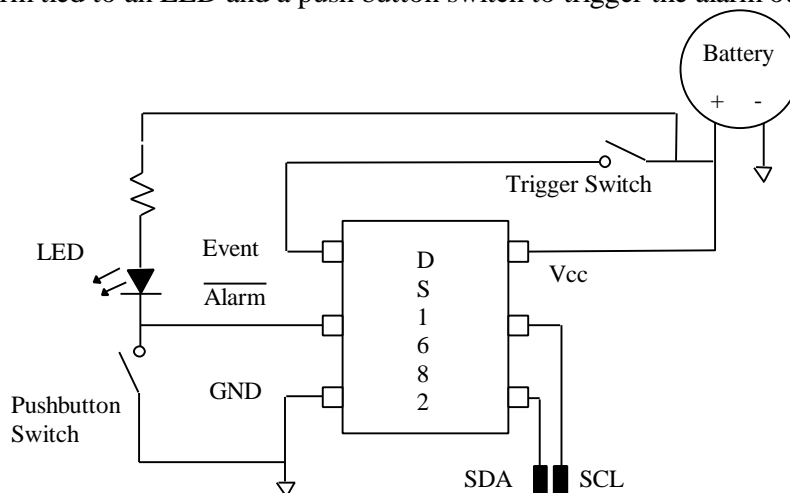 tied to an LED and a push button switch to trigger the alarm
Battery
+ -
Trigger Switch
LED
Event
Vcc
Alarm
D
S
1
6
8
2
GND
Pushbutton
Switch
SDA
SCL